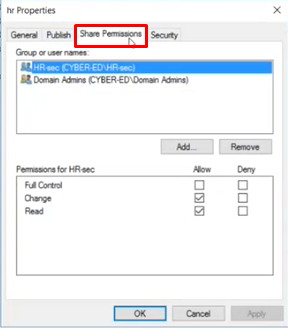 hr Properties
General Publish Share Permissions Security
Group or user names:
HR-sec (CYBER-ED\HR-sec)
Domain Admins (CYBER-ED\Domain Admins)
Add... Remove
Permissions for HR-sec Allow Deny
Full Control
Change
Read
OK Cancel Apply